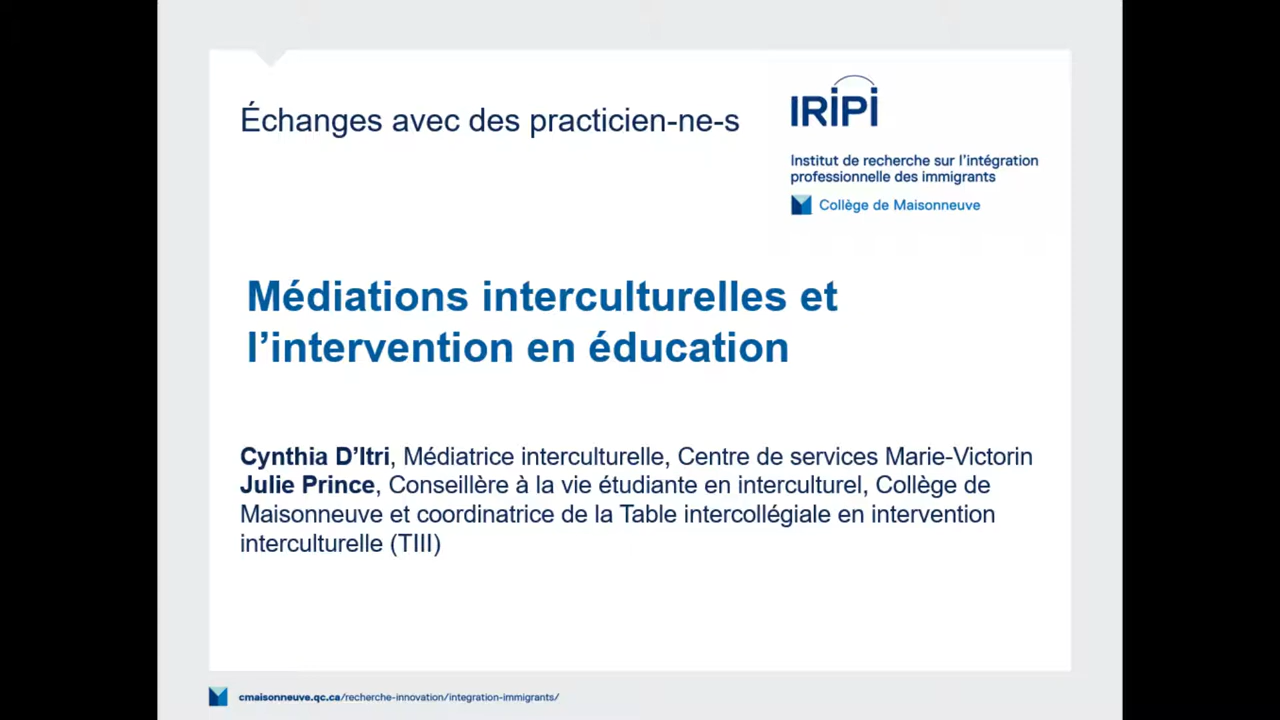 Échanges avec des practicien-ne-s
IRIPI
Institut de recherche sur l'intégration
professionnelle des immigrants
Collège de Maisonneuve
Médiations interculturelles et
l'intervention en éducation
Cynthia D'Itri, Médiatrice interculturelle, Centre de services Marie-Victorin
Julie Prince, Conseillère à la vie étudiante en interculturel, Collège de
Maisonneuve et coordinatrice de la Table intercollégiale en intervention
interculturelle (TIII)
cmaisonneuve.qc.ca/recherche-innovation/integration-immigrants/